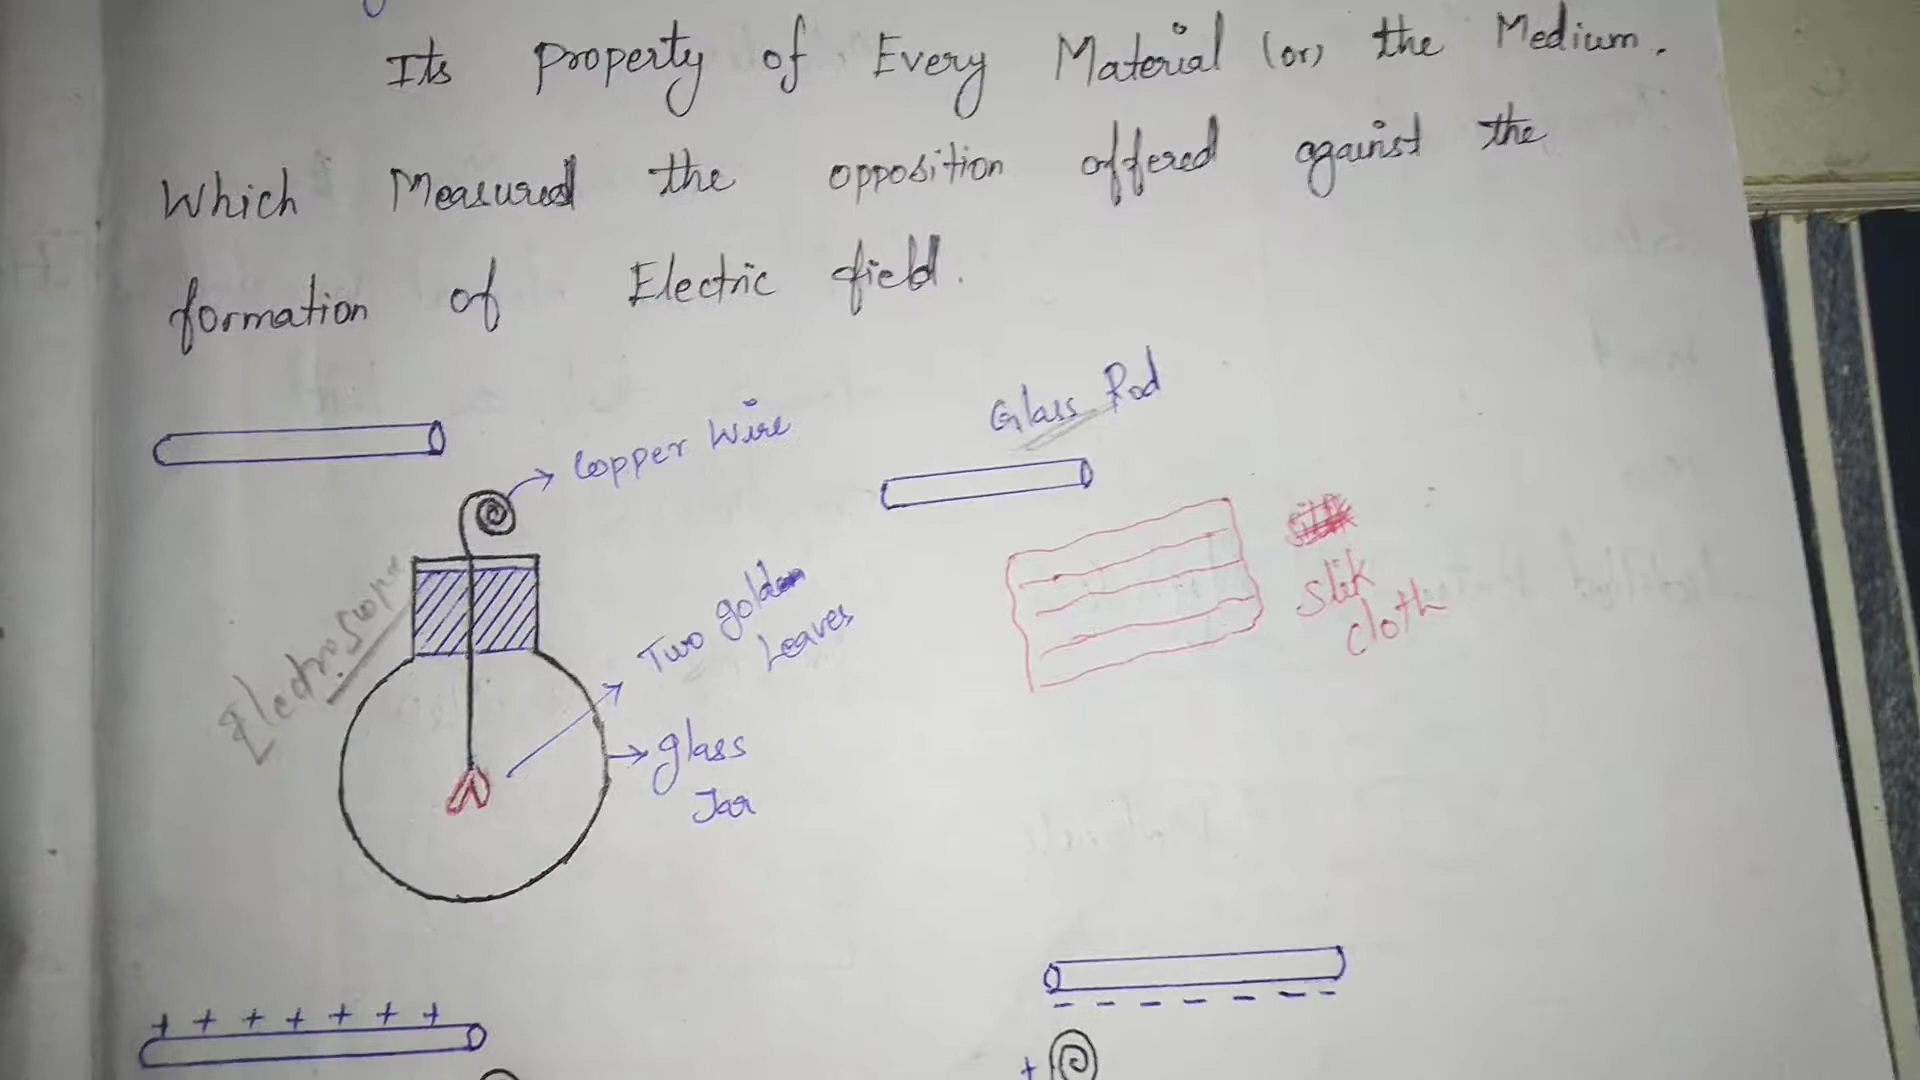 Its property of Every Material (or) the Medium.
Which Measured the opposition offered against the
formation of Electric field.
Glass Rod
Copper Wire
Electroscope
Two golden
Leaves
Slik
cloth
glass
Jar
+ + + + + + +
- - - - - -
+